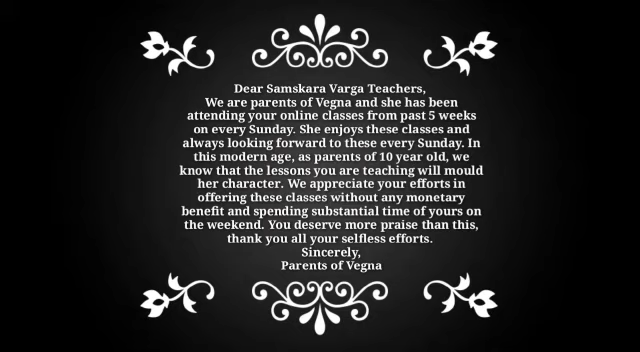 Dear Samskara Varga Teachers,
We are parents of Vegna and she has been
attending your online classes from past 5 weeks
on every Sunday. She enjoys these classes and
always looking forward to these every Sunday. In
this modern age, as parents of 10 year old, we
know that the lessons you are teaching will mould
her character. We appreciate your efforts in
offering these classes without any monetary
benefit and spending substantial time of yours on
the weekend. You deserve more praise than this,
thank you all your selfless efforts.
Sincerely,
Parents of Vegna